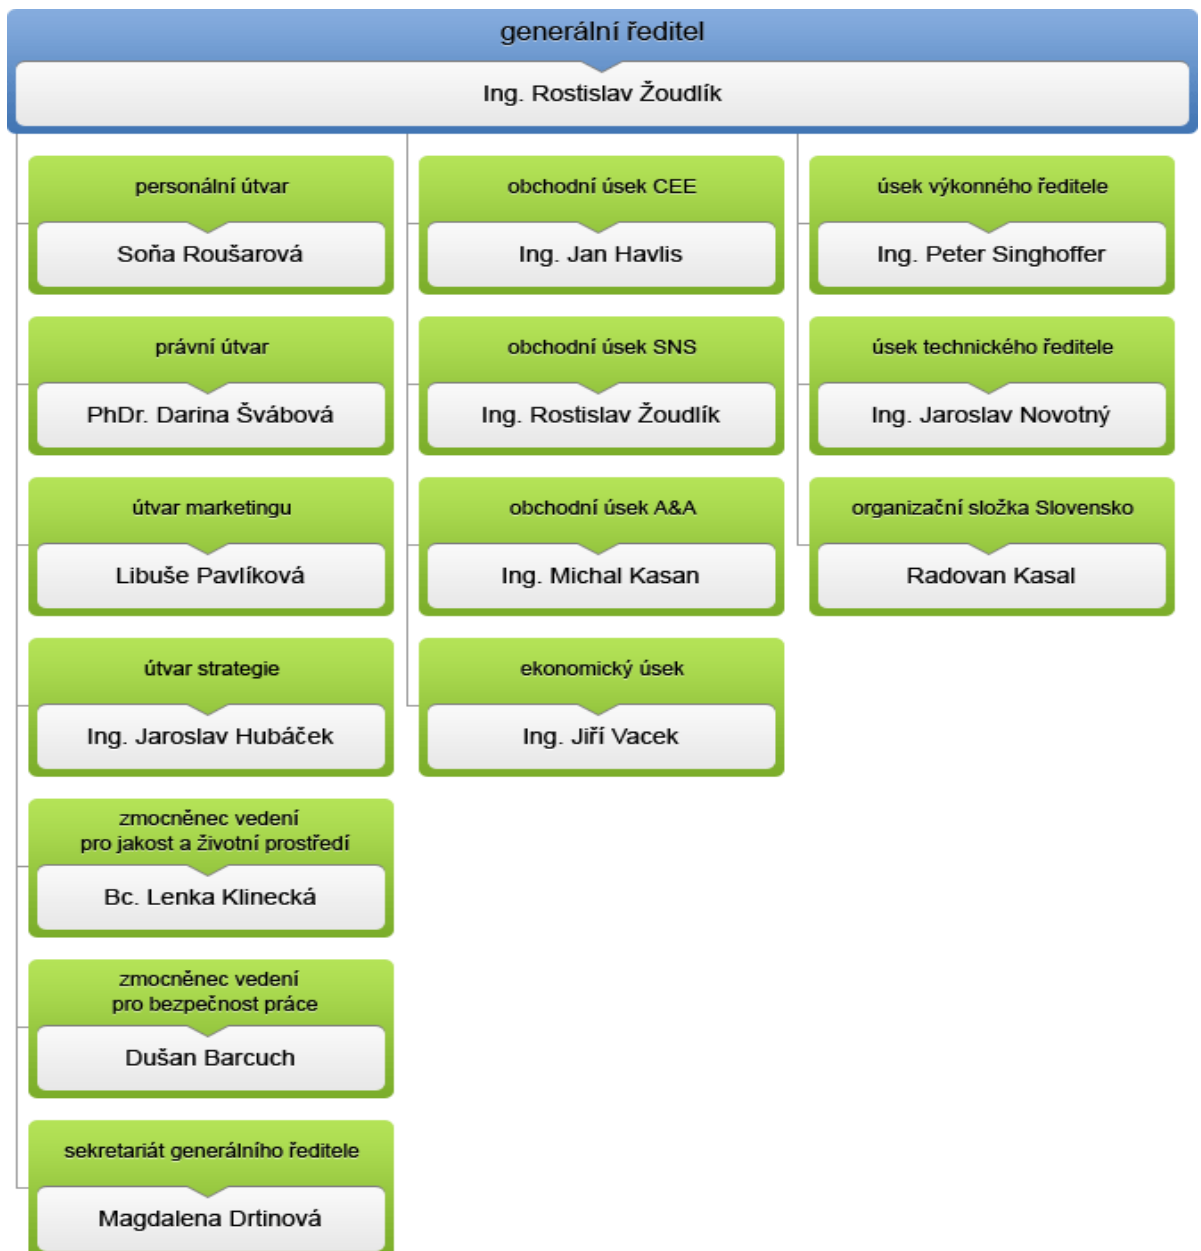 generální ředitel
Ing. Rostislav Žoudlík
personální útvar
Soňa Roušarová
právní útvar
PhDr. Darina Švábová
útvar marketingu
Libuše Pavlíková
útvar strategie
Ing. Jaroslav Hubáček
zmocněnec vedení
pro jakost a životní prostředí
Bc. Lenka Klinecká
zmocněnec vedení
pro bezpečnost práce
Dušan Barcuch
sekretariát generálního ředitele
Magdalena Drtinová
obchodní úsek CEE
Ing. Jan Havlis
obchodní úsek SNS
Ing. Rostislav Žoudlík
obchodní úsek A&A
Ing. Michal Kasan
ekonomický úsek
Ing. Jiří Vacek
úsek výkonného ředitele
Ing. Peter Singhoffer
úsek technického ředitele
Ing. Jaroslav Novotný
organizační složka Slovensko
Radovan Kasal